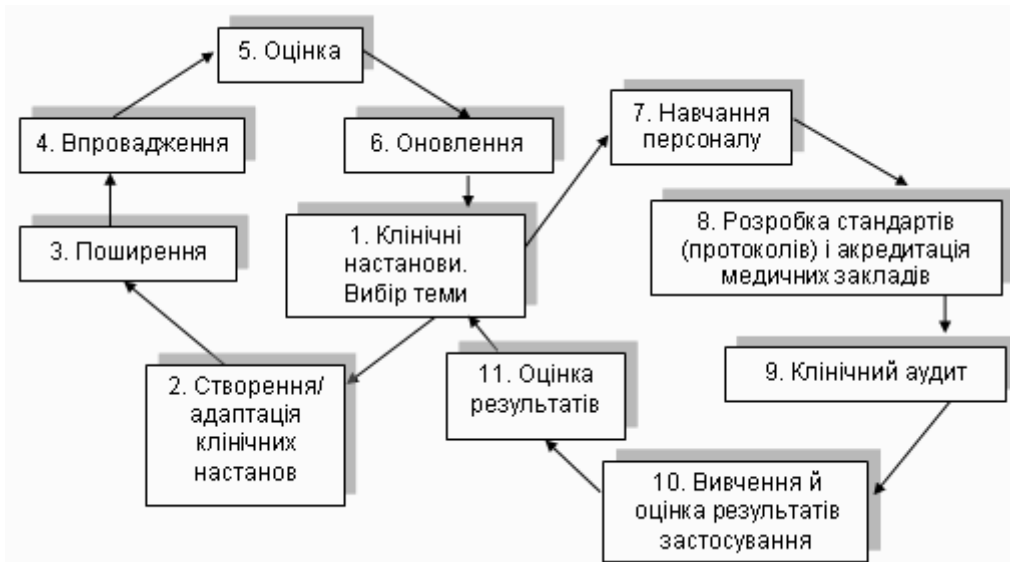 5. Оцінка
4. Впровадження
6. Оновлення
7. Навчання
персоналу
3. Поширення
1. Клінічні
настанови.
Вибір теми
8. Розробка стандартів
(протоколів) і акредитація
медичних закладів
2. Створення/
адаптація
клінічних
настанов
11. Оцінка
результатів
9. Клінічний аудит
10. Вивчення й
оцінка результатів
застосування